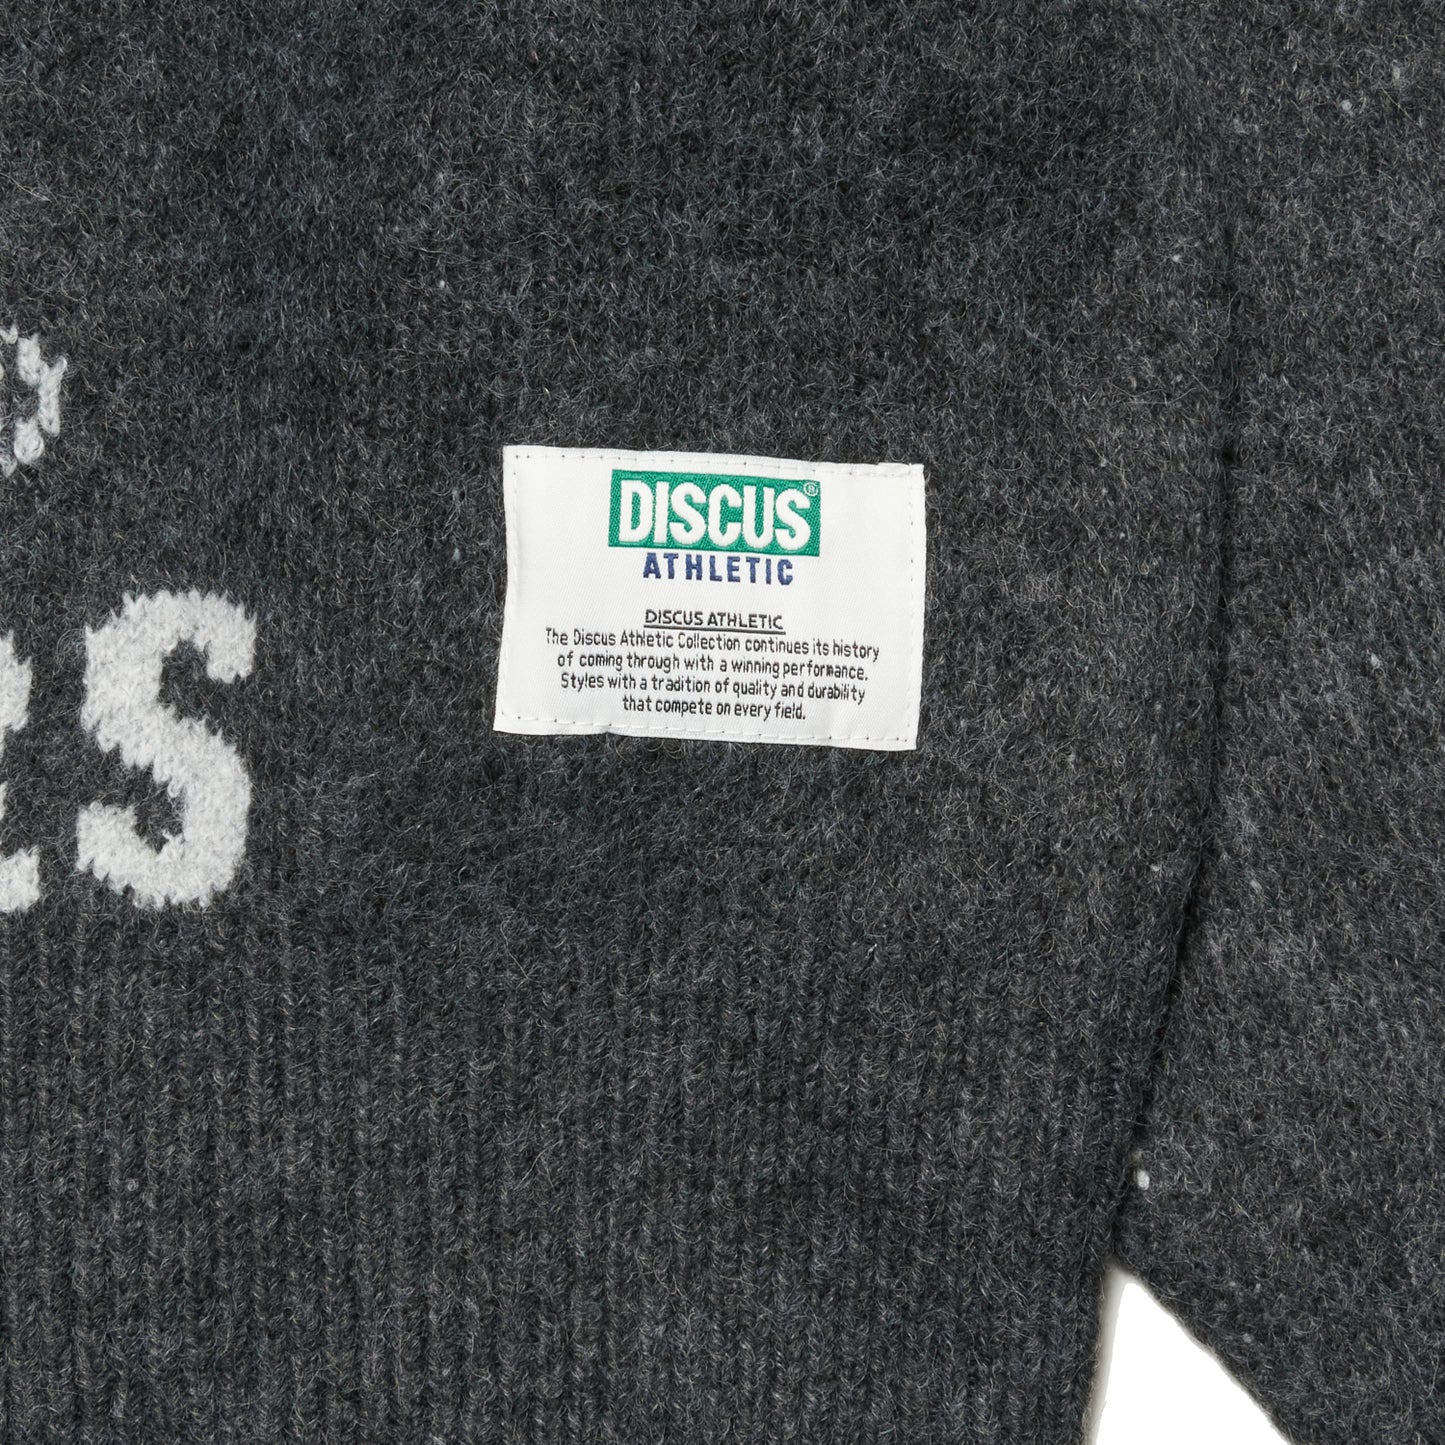 DISCUS®
ATHLETIC
DISCUS ATHLETIC
The Discus Athletic Collection continues its history
of coming through with a winning performance.
Styles with a tradition of quality and durability
that compete on every field.
S